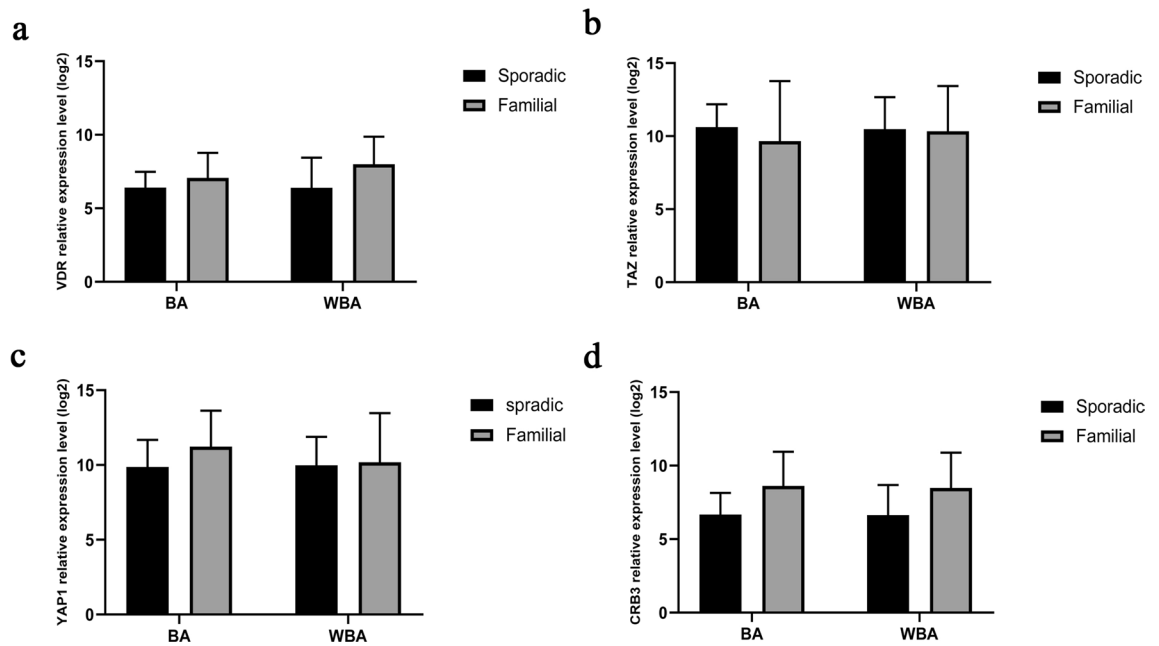 a
VDR relative expression level (log2)
15
10
5
0
BA
WBA
Sporadic
Familial
b
TAZ relative expression level (log2)
15
10
5
0
BA
WBA
Sporadic
Familial
c
YAP1 relative expression level (log2)
15
10
5
0
BA
WBA
spradic
Familial
d
CRB3 relative expression level (log2)
15
10
5
0
BA
WBA
Sporadic
Familial